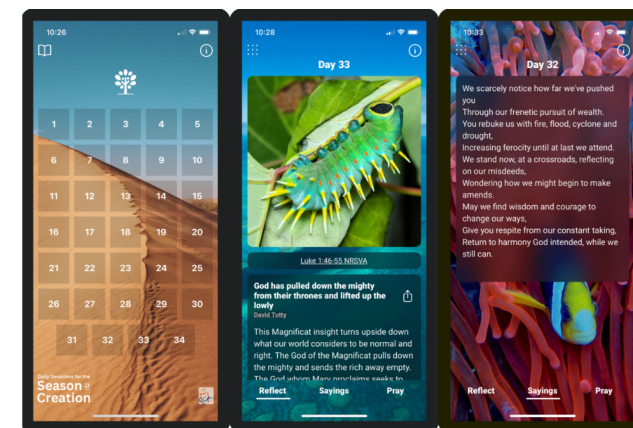 10:26
1 2 3 4 5
6 7 8 9 10
11 12 13 14 15
16 17 18 19 20
21 22 23 24 25
26 27 28 29 30
31 32 33 34
Daily Devotions for the
Season of
Creation
10:28
Day 33
Luke 1:46-55 NRSVA
God has pulled down the mighty
from their thrones and lifted up the
lowly
David Tutty
This Magnificat insight turns upside down
what our world considers to be normal and
right. The God of the Magnificat pulls down
the mighty and sends the rich away empty.
The God whom Mary proclaims seeks to
Reflect Sayings Pray
10:33
Day 32
We scarcely notice how far we've pushed
you
Through our frenetic pursuit of wealth.
You rebuke us with fire, flood, cyclone and
drought,
Increasing ferocity until at last we attend.
We stand now, at a crossroads, reflecting
on our misdeeds,
Wondering how we might begin to make
amends.
May we find wisdom and courage to
change our ways,
Give you respite from our constant taking,
Return to harmony God intended, while we
still can.
Reflect Sayings Pray